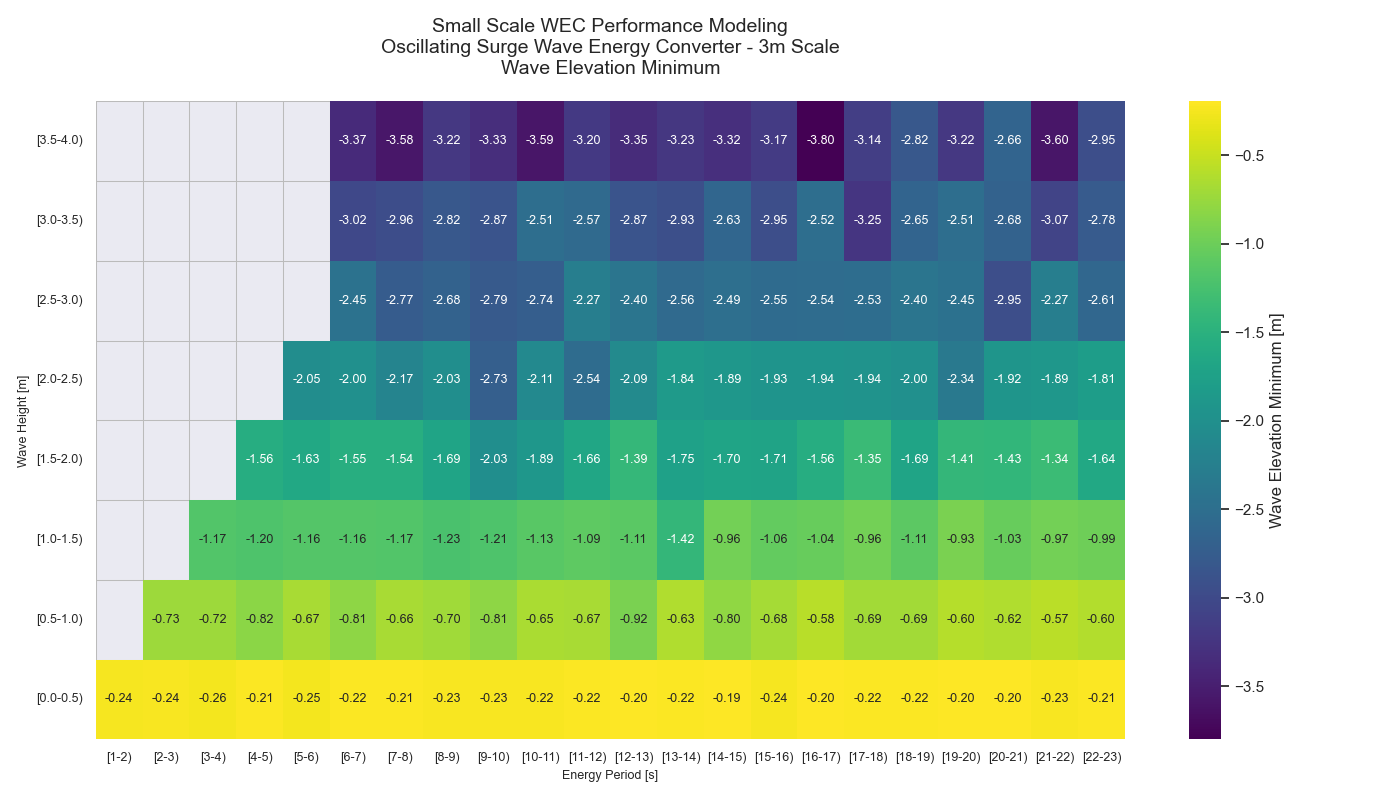 Small Scale WEC Performance Modeling
Oscillating Surge Wave Energy Converter - 3m Scale
Wave Elevation Minimum
[3.5-4.0) -3.37 -3.58 -3.22 -3.33 -3.59 -3.20 -3.35 -3.23 -3.32 -3.17 -3.80 -3.14 -2.82 -3.22 -2.66 -3.60 -2.95
[3.0-3.5) -3.02 -2.96 -2.82 -2.87 -2.51 -2.57 -2.87 -2.93 -2.63 -2.95 -2.52 -3.25 -2.65 -2.51 -2.68 -3.07 -2.78
[2.5-3.0) -2.45 -2.77 -2.68 -2.79 -2.74 -2.27 -2.40 -2.56 -2.49 -2.55 -2.54 -2.53 -2.40 -2.45 -2.95 -2.27 -2.61
[2.0-2.5) -2.05 -2.00 -2.17 -2.03 -2.73 -2.11 -2.54 -2.09 -1.84 -1.89 -1.93 -1.94 -1.94 -2.00 -2.34 -1.92 -1.89 -1.81
[1.5-2.0) -1.56 -1.63 -1.55 -1.54 -1.69 -2.03 -1.89 -1.66 -1.39 -1.75 -1.70 -1.71 -1.56 -1.35 -1.69 -1.41 -1.43 -1.34 -1.64
[1.0-1.5) -1.17 -1.20 -1.16 -1.16 -1.17 -1.23 -1.21 -1.13 -1.09 -1.11 -1.42 -0.96 -1.06 -1.04 -0.96 -1.11 -0.93 -1.03 -0.97 -0.99
[0.5-1.0) -0.73 -0.72 -0.82 -0.67 -0.81 -0.66 -0.70 -0.81 -0.65 -0.67 -0.92 -0.63 -0.80 -0.68 -0.58 -0.69 -0.69 -0.60 -0.62 -0.57 -0.60
[0.0-0.5) -0.24 -0.24 -0.26 -0.21 -0.25 -0.22 -0.21 -0.23 -0.23 -0.22 -0.22 -0.20 -0.22 -0.19 -0.24 -0.20 -0.22 -0.22 -0.20 -0.20 -0.23 -0.21
[1-2) [2-3) [3-4) [4-5) [5-6) [6-7) [7-8) [8-9) [9-10) [10-11) [11-12) [12-13) [13-14) [14-15) [15-16) [16-17) [17-18) [18-19) [19-20) [20-21) [21-22) [22-23)
Energy Period [s]
Wave Height [m]
−0.5
−1.0
−1.5
−2.0
−2.5
−3.0
−3.5
Wave Elevation Minimum [m]